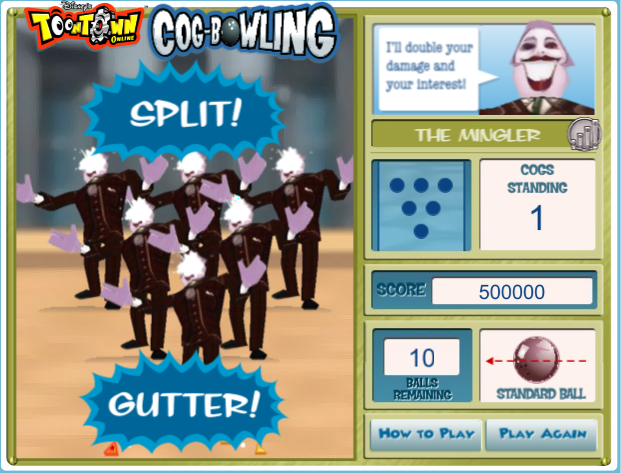 Disney's
TOONTOWN
ONLINE
COG-BOWLING
SPLIT!
GUTTER!
I'll double your
damage and
your interest!
THE MINGLER
COGS
STANDING
1
SCORE
500000
10
BALLS
REMAINING
STANDARD BALL
HOW TO PLAY
PLAY AGAIN